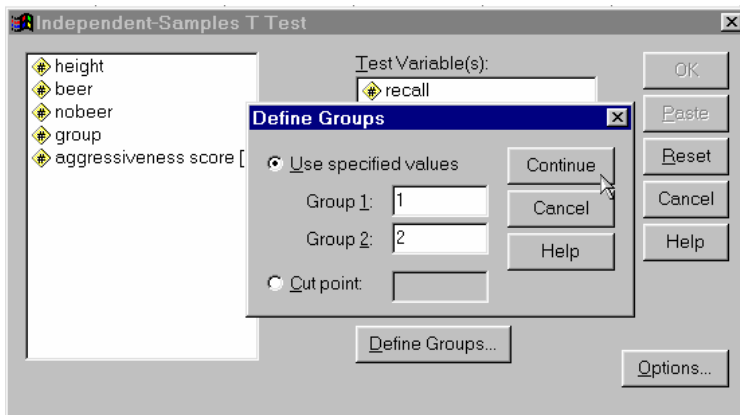 Independent-Samples T Test
height
beer
nobeer
group
aggressiveness score [
Test Variable(s):
recall
OK
Paste
Reset
Cancel
Help
Define Groups
Use specified values
Group 1: 1
Group 2: 2
Cut point:
Continue
Cancel
Help
Define Groups...
Options...